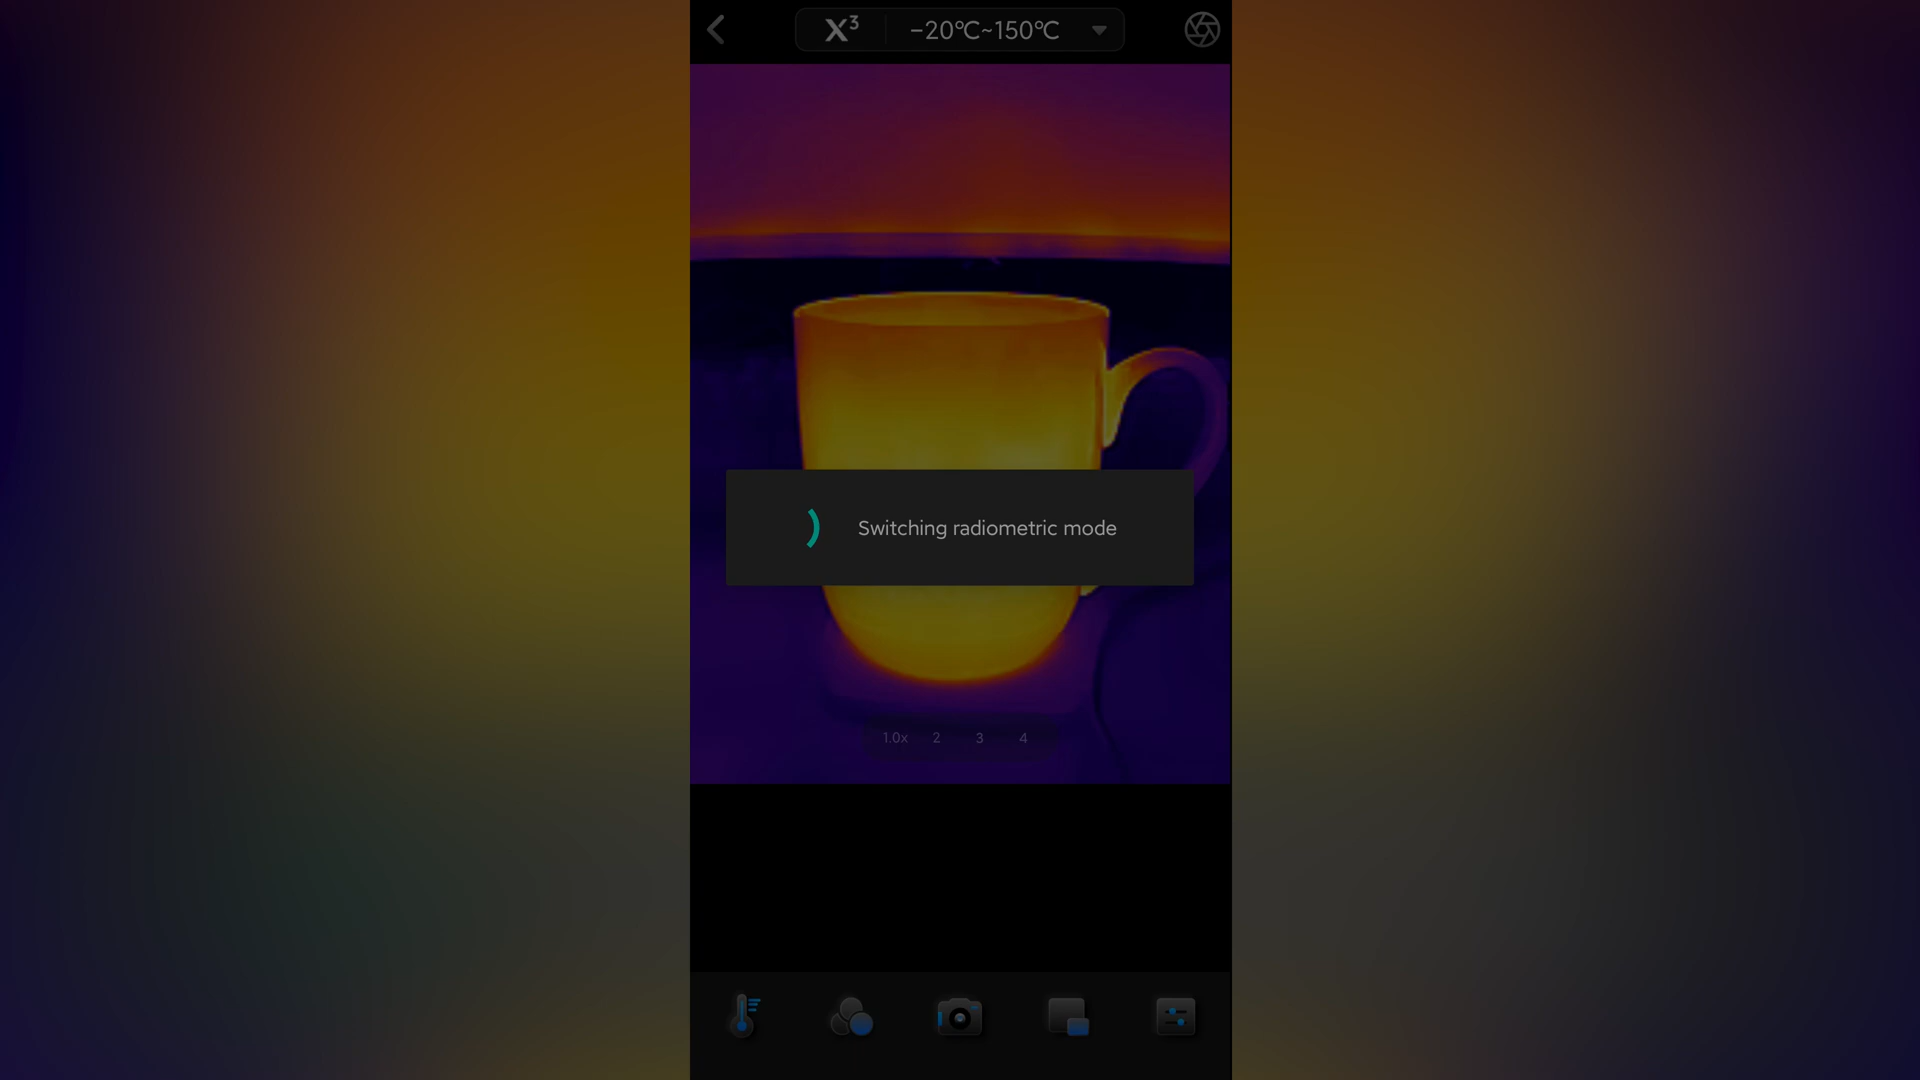 X³ −20℃~150℃
Switching radiometric mode
1.0x 2 3 4